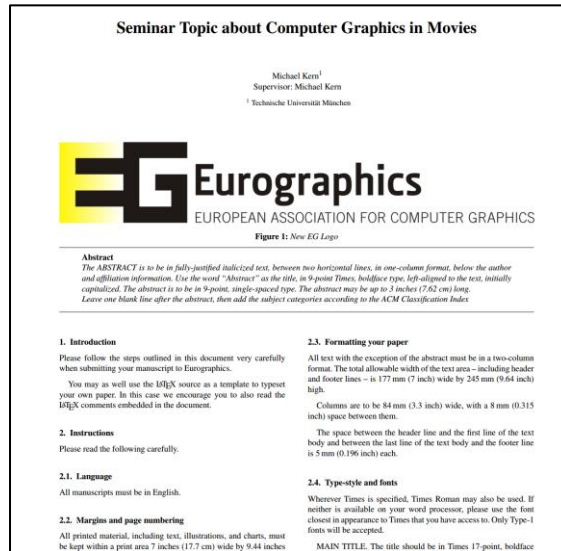 Seminar Topic about Computer Graphics in Movies
Michael Kern¹
Supervisor: Michael Kern
¹ Technische Universität München
EG Eurographics
EUROPEAN ASSOCIATION FOR COMPUTER GRAPHICS
Figure 1: New EG Logo
Abstract
The ABSTRACT is to be in fully-justified italicized text, between two horizontal lines, in one-column format, below the author
and affiliation information. Use the word “Abstract” as the title, in 9-point Times, boldface type, left-aligned to the text, initially
capitalized. The abstract is to be in 9-point, single-spaced type. The abstract may be up to 3 inches (7.62 cm) long.
Leave one blank line after the abstract, then add the subject categories according to the ACM Classification Index
1. Introduction
Please follow the steps outlined in this document very carefully
when submitting your manuscript to Eurographics.
You may as well use the LATEX source as a template to typeset
your own paper. In this case we encourage you to also read the
LATEX comments embedded in the document.
2. Instructions
Please read the following carefully.
2.1. Language
All manuscripts must be in English.
2.2. Margins and page numbering
All printed material, including text, illustrations, and charts, must
be kept within a print area 7 inches (17.7 cm) wide by 9.44 inches
2.3. Formatting your paper
All text with the exception of the abstract must be in a two-column
format. The total allowable width of the text area – including header
and footer lines – is 177 mm (7 inch) wide by 245 mm (9.64 inch)
high.
Columns are to be 84 mm (3.3 inch) wide, with a 8 mm (0.315
inch) space between them.
The space between the header line and the first line of the text
body and between the last line of the text body and the footer line
is 5 mm (0.196 inch) each.
2.4. Type-style and fonts
Wherever Times is specified, Times Roman may also be used. If
neither is available on your word processor, please use the font
closest in appearance to Times that you have access to. Only Type-1
fonts will be accepted.
MAIN TITLE. The title should be in Times 17-point, boldface